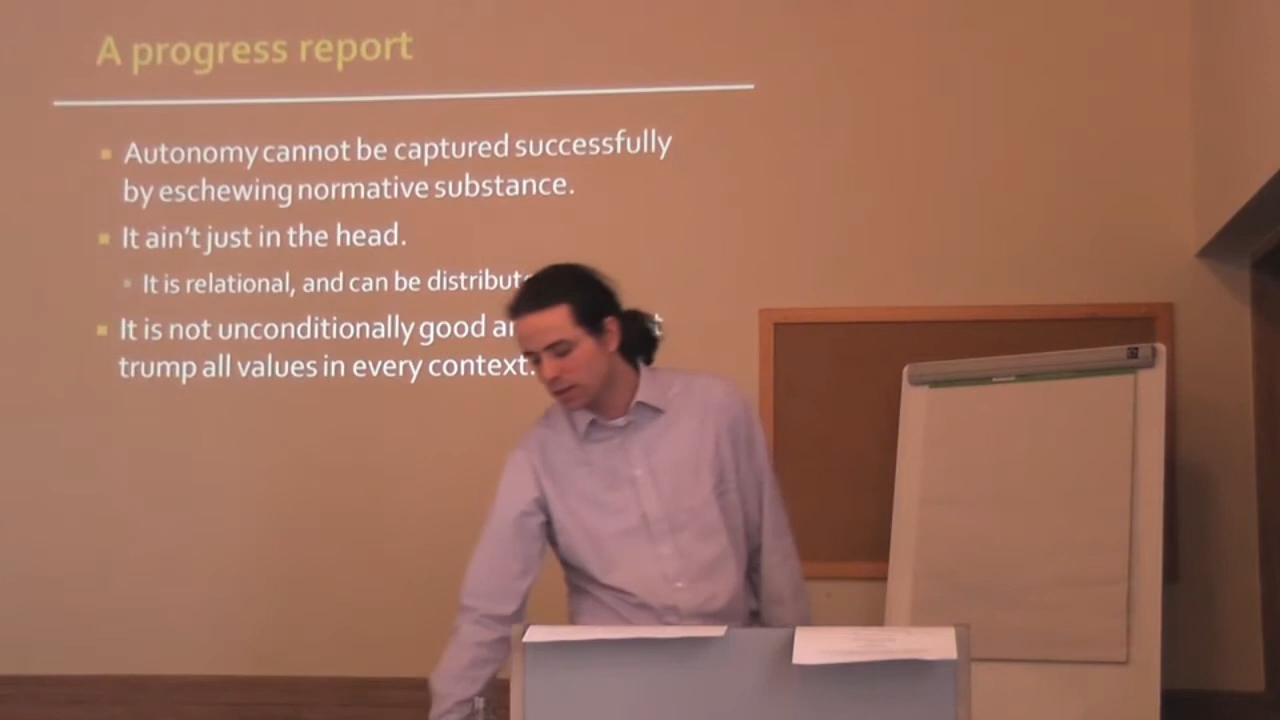 A progress report
Autonomy cannot be captured successfully
by eschewing normative substance.
It ain't just in the head.
It is relational, and can be
It is not unconditionally good
trump all values in every context.